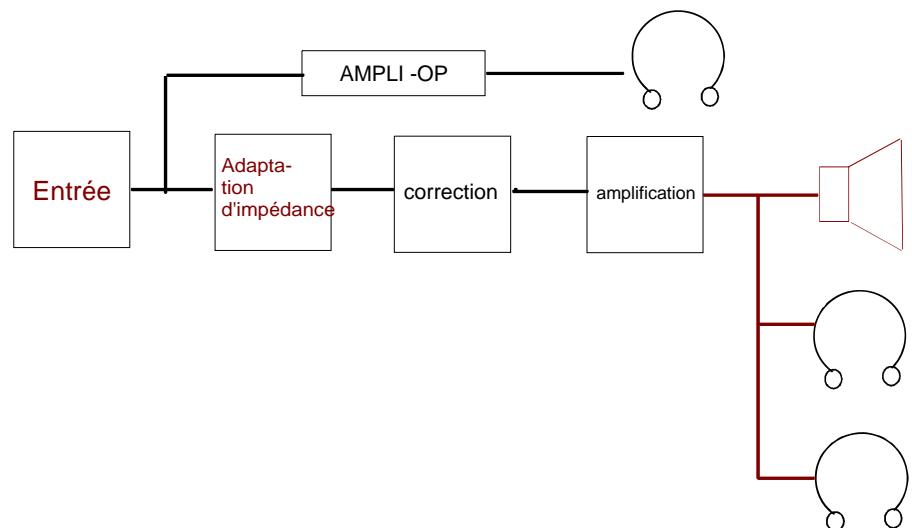 AMPLI -OP
Entrée
Adapta-
tion
d'impédance
correction
amplification